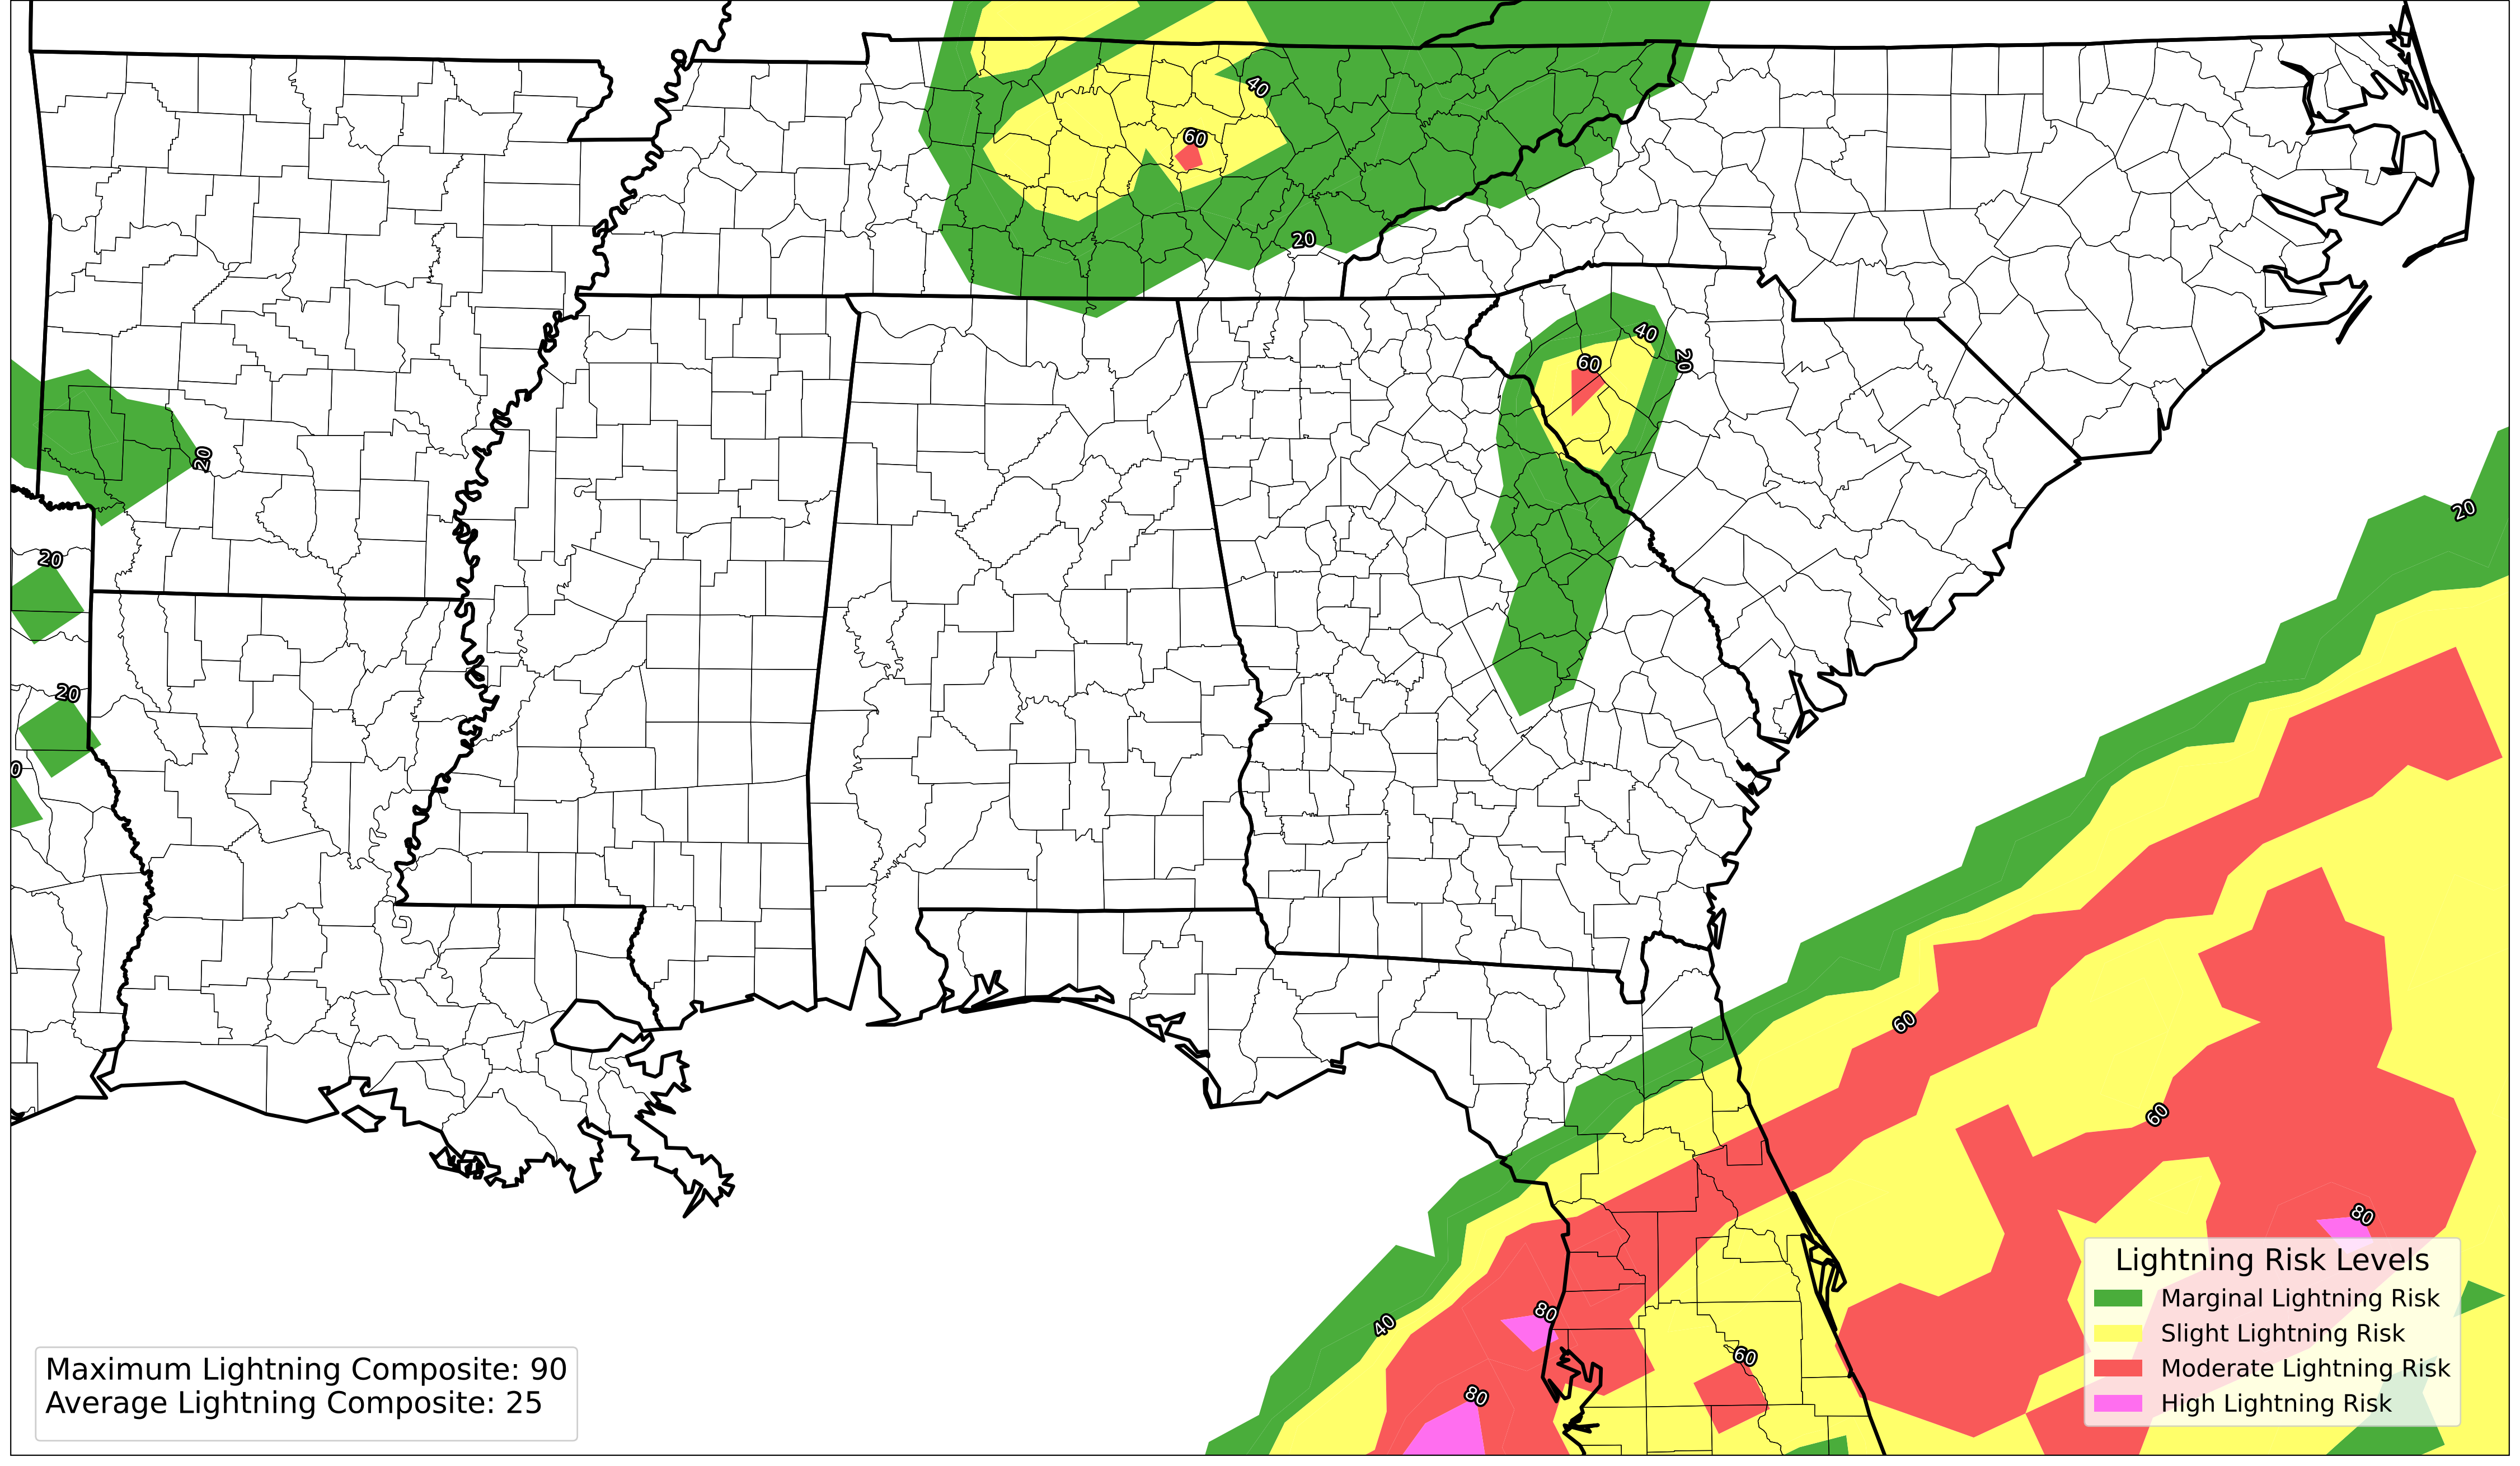 40
60
20
40
60
20
20
20
20
20
0
60
60
80
80
40
60
80
Lightning Risk Levels
Marginal Lightning Risk
Slight Lightning Risk
Moderate Lightning Risk
High Lightning Risk
Maximum Lightning Composite: 90
Average Lightning Composite: 25